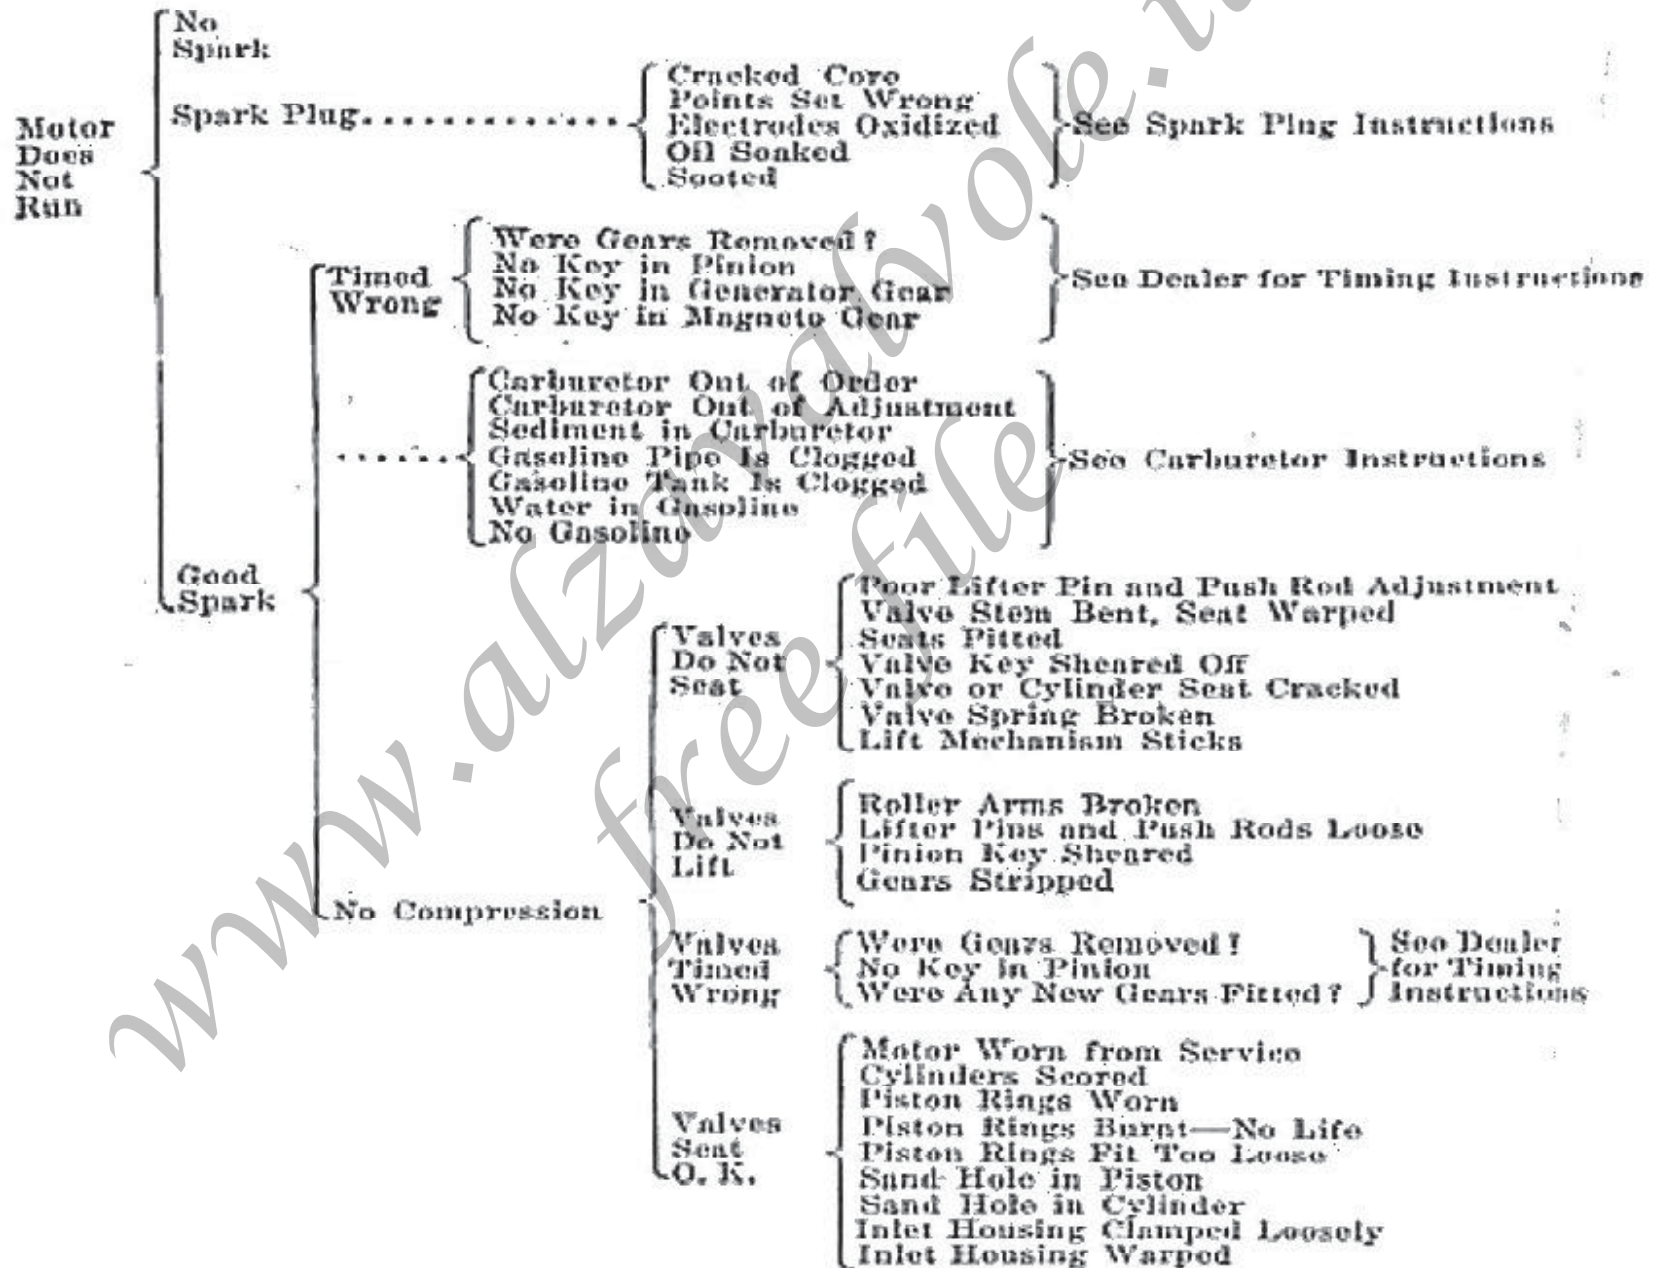 No
Spark
Motor
Does
Not
Run
Spark Plug.............
Cracked Core
Points Set Wrong
Electrodes Oxidized
Oil Soaked
Sooted
See Spark Plug Instructions
Timed
Wrong
Were Gears Removed?
No Key in Pinion
No Key in Generator Gear
No Key in Magneto Gear
See Dealer for Timing Instructions
......
Carburetor Out of Order
Carburetor Out of Adjustment
Sediment in Carburetor
Gasoline Pipe Is Clogged
Gasoline Tank Is Clogged
Water in Gasoline
No Gasoline
See Carburetor Instructions
Good
Spark
No Compression
Valves
Do Not
Seat
Poor Lifter Pin and Push Rod Adjustment
Valve Stem Bent, Seat Warped
Seats Pitted
Valve Key Sheared Off
Valve or Cylinder Seat Cracked
Valve Spring Broken
Lift Mechanism Sticks
Valves
Do Not
Lift
Roller Arms Broken
Lifter Pins and Push Rods Loose
Pinion Key Sheared
Gears Stripped
Valves
Timed
Wrong
Were Gears Removed?
No Key in Pinion
Were Any New Gears Fitted?
See Dealer
for Timing
Instructions
Valves
Seat
O. K.
Motor Worn from Service
Cylinders Scored
Piston Rings Worn
Piston Rings Burnt—No Life
Piston Rings Fit Too Loose
Sand Hole in Piston
Sand Hole in Cylinder
Inlet Housing Clamped Loosely
Inlet Housing Warped
www.alzavalvole.
free file